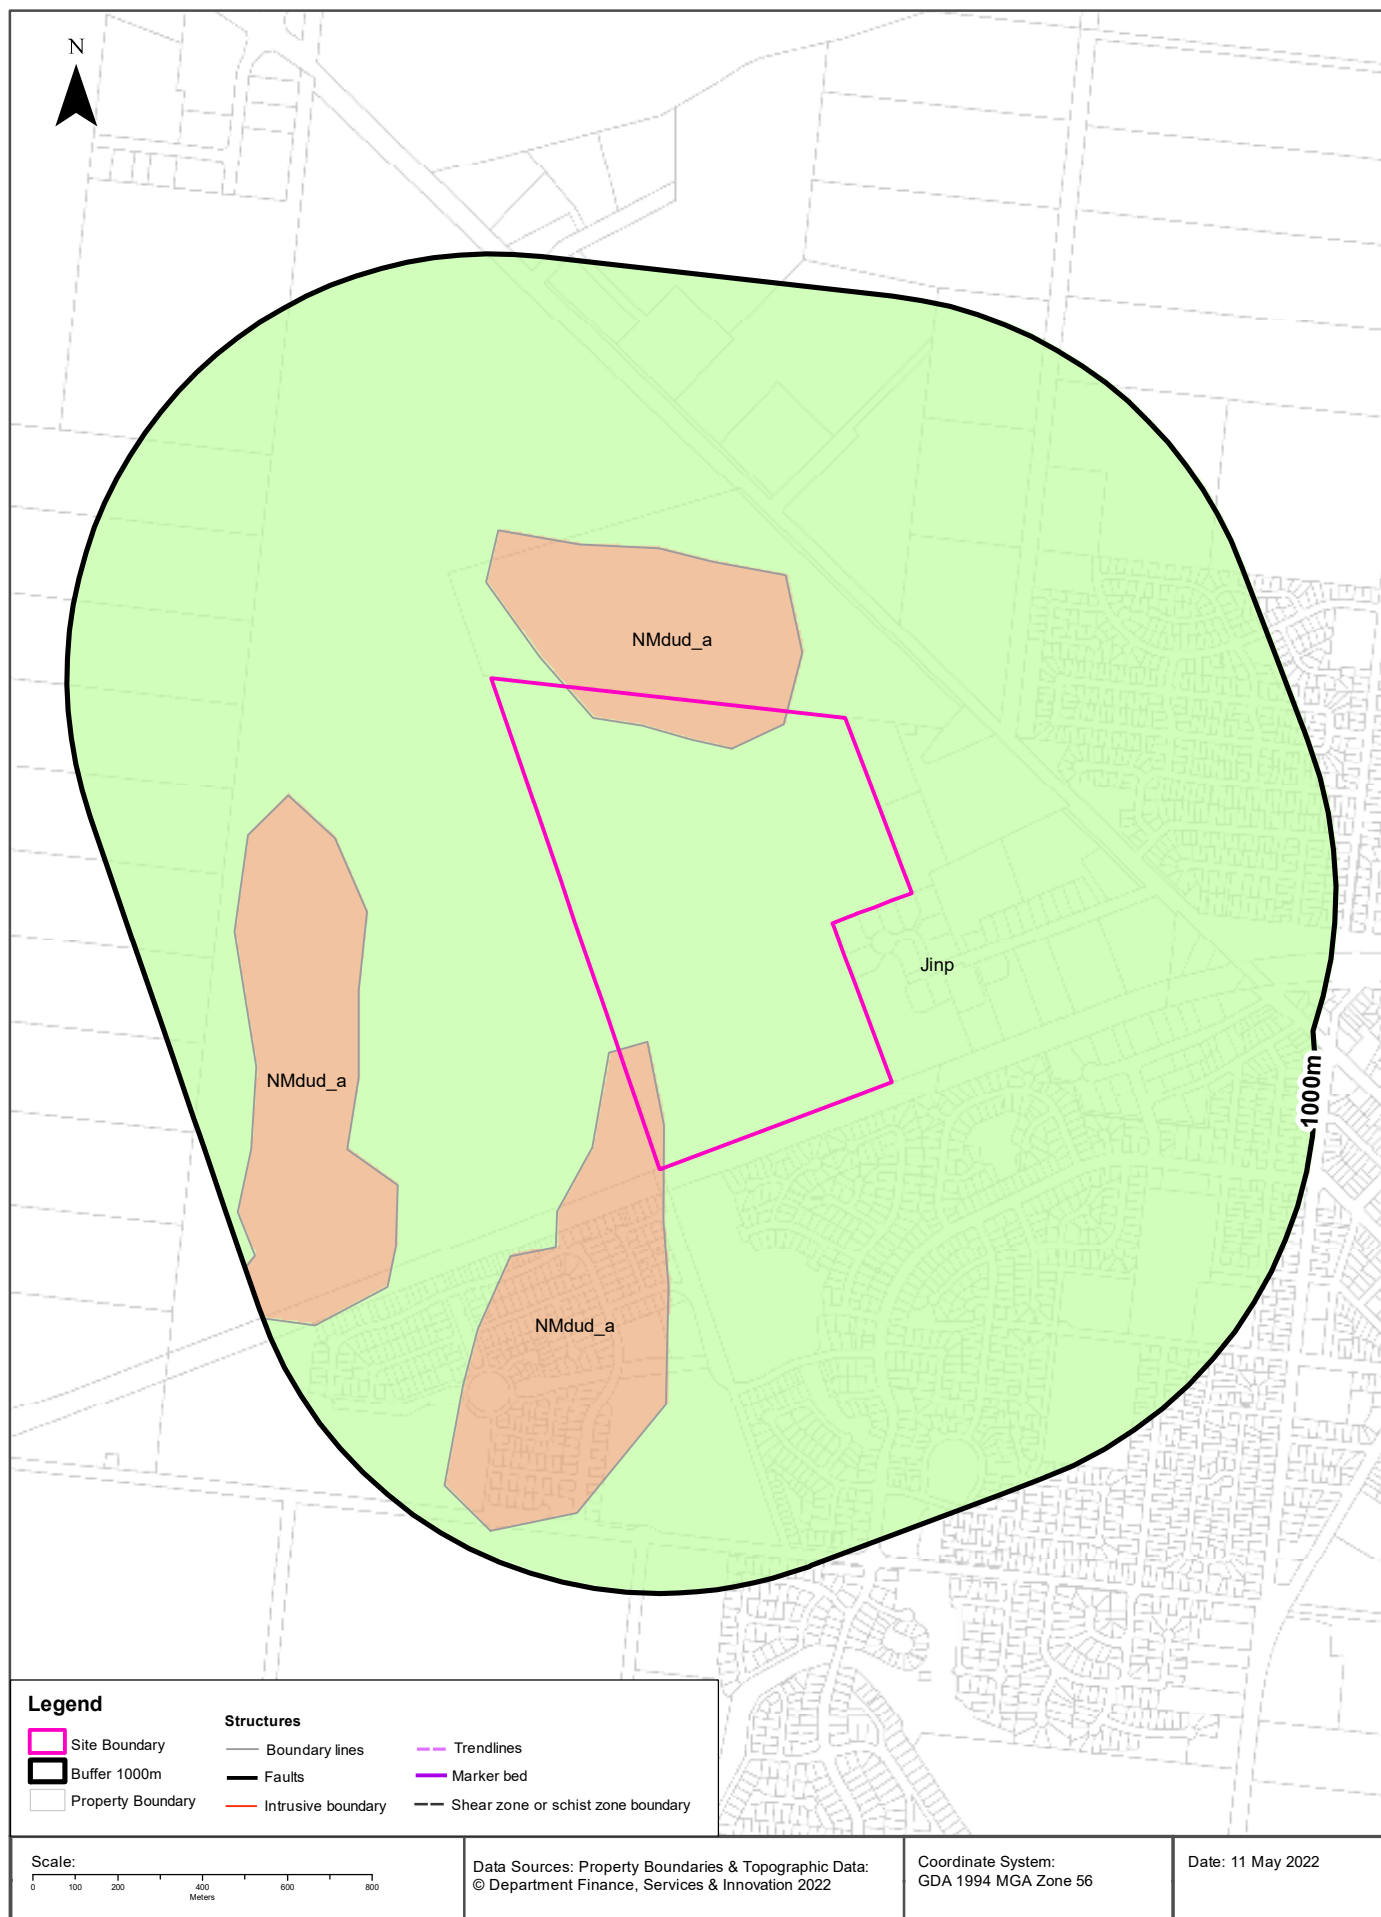 N
NMdud_a
Jinp
NMdud_a
1000m
NMdud_a
Legend
Site Boundary
Buffer 1000m
Property Boundary
Structures
Boundary lines
Faults
Intrusive boundary
Trendlines
Marker bed
Shear zone or schist zone boundary
Scale:
0 100 200 400 600 800
Meters
Data Sources: Property Boundaries & Topographic Data:
© Department Finance, Services & Innovation 2022
Coordinate System:
GDA 1994 MGA Zone 56
Date: 11 May 2022